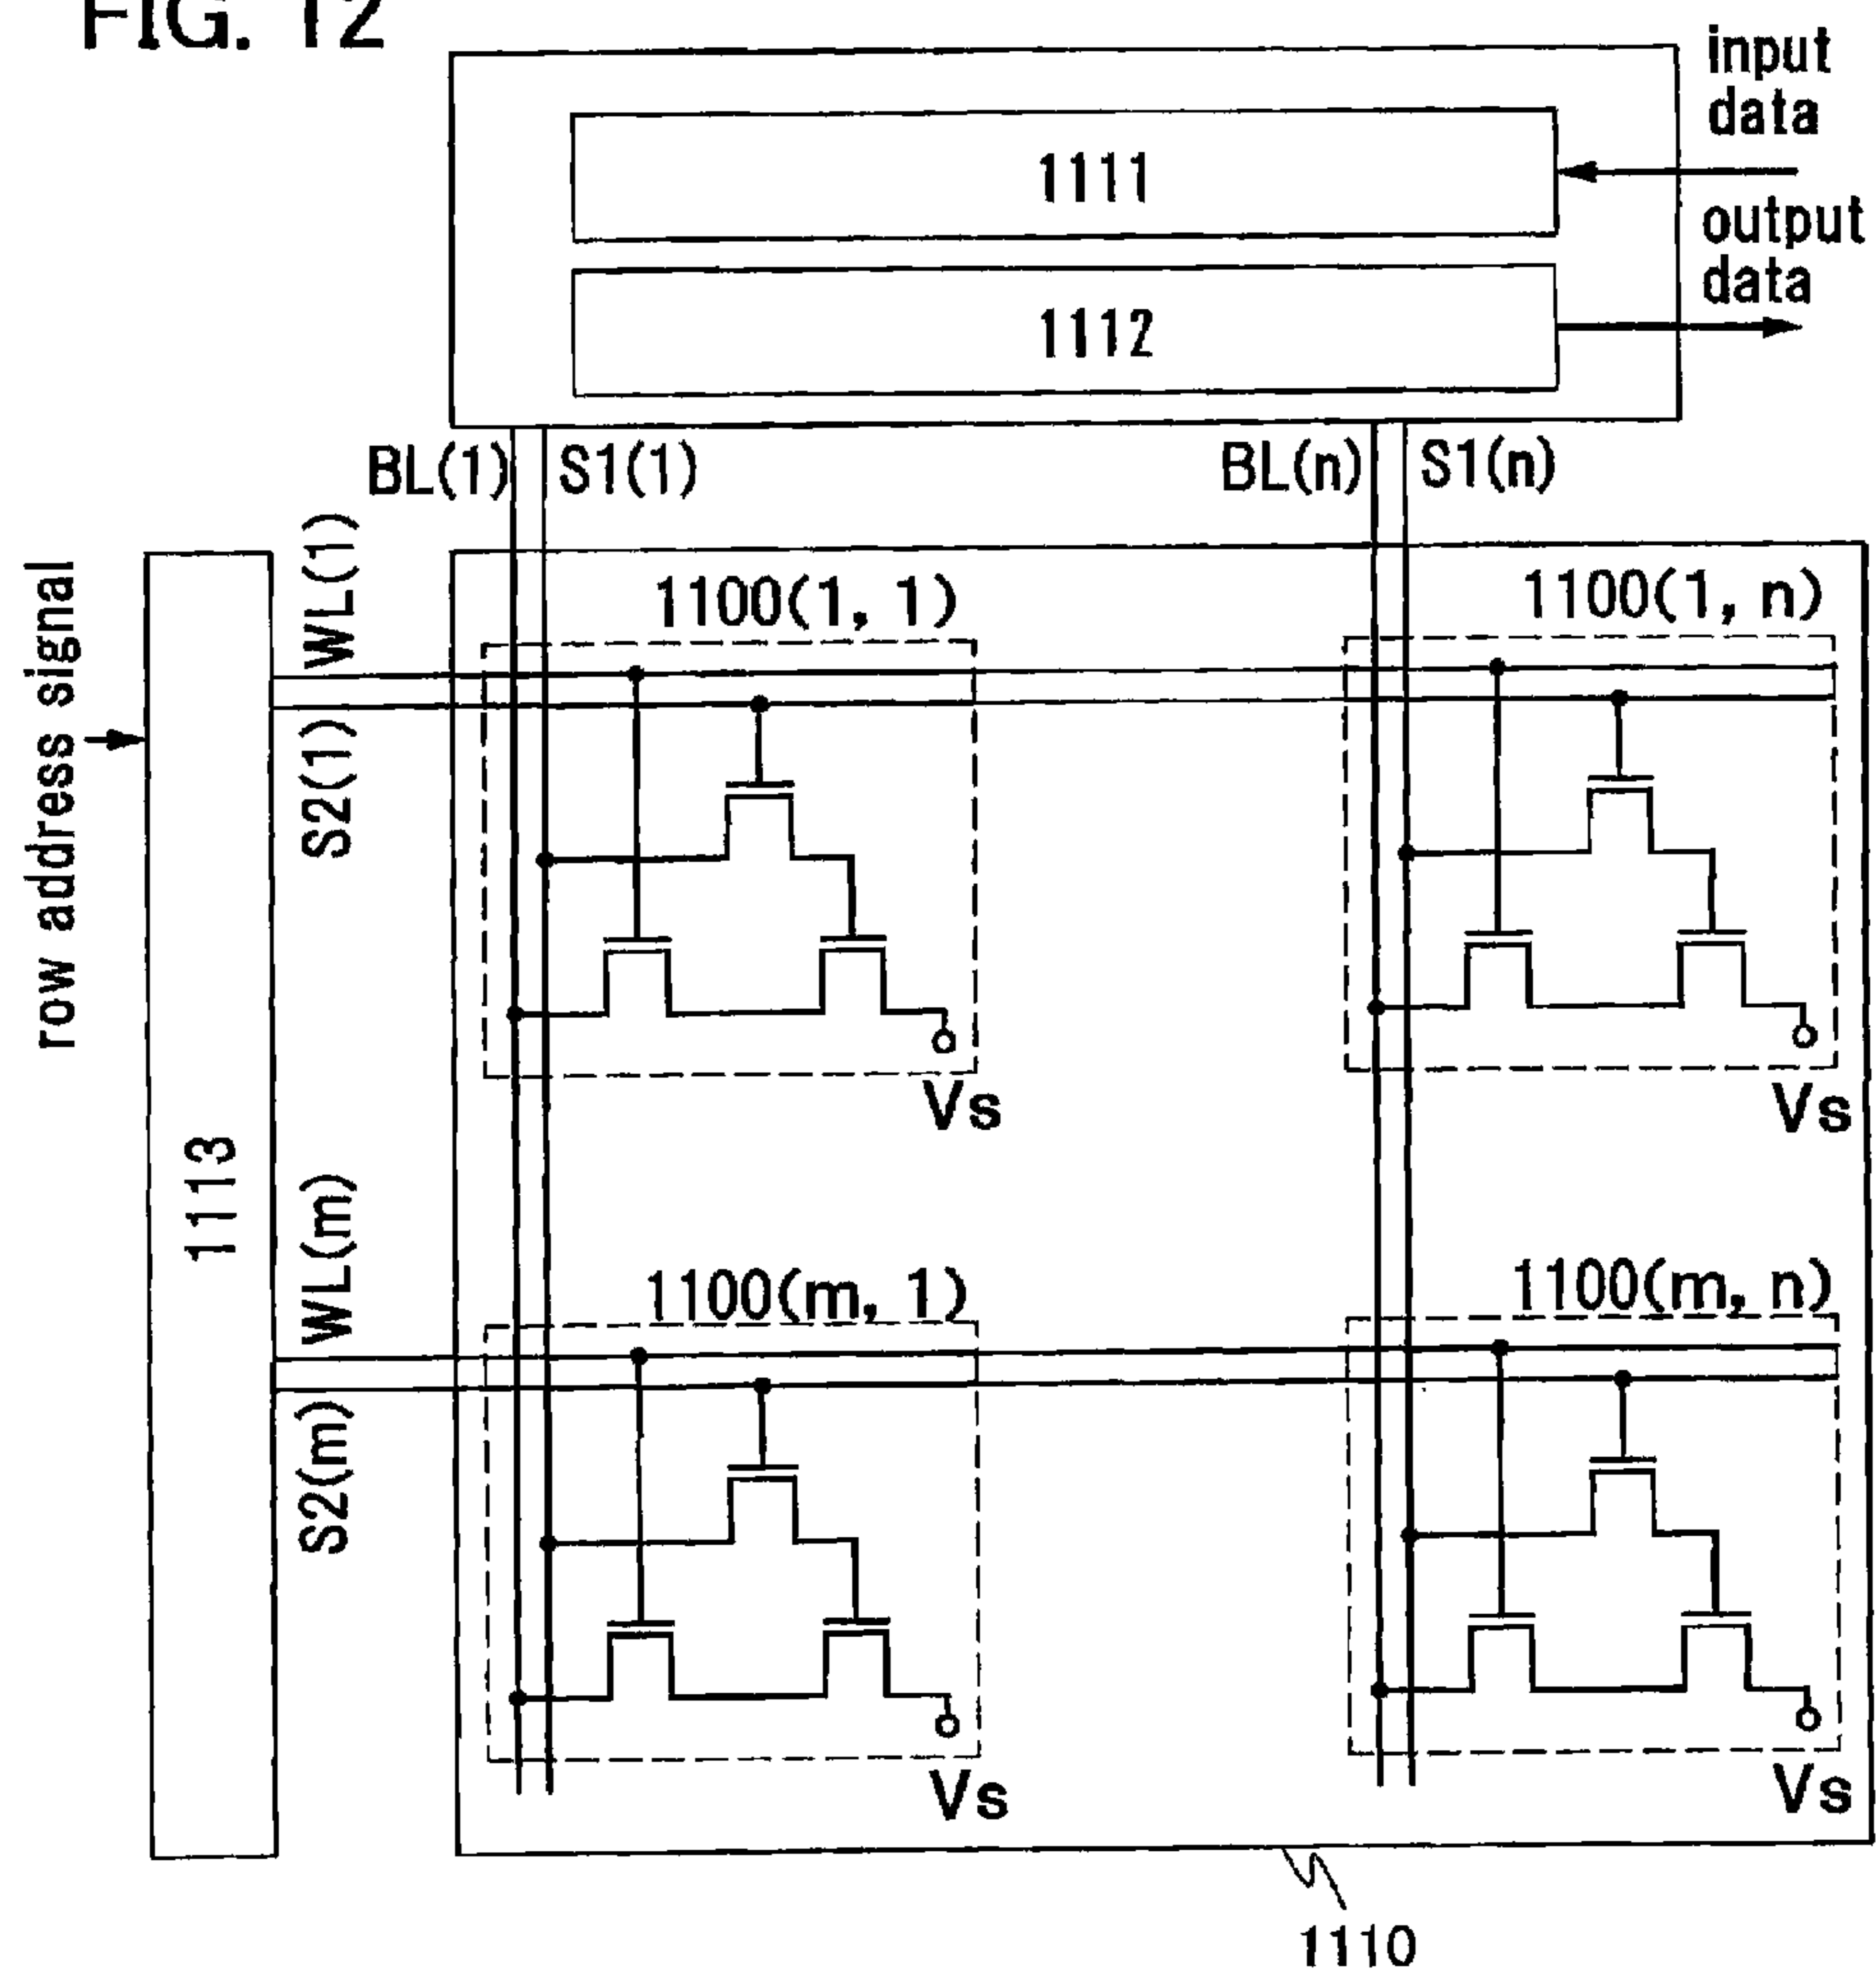 FIG. 12
input
data
1111
output
data
1112
BL(1)
S1(1)
BL(n)
S1(n)
row address signal
WL(1)
S2(1)
1100(1, 1)
1100(1, n)
Vs
Vs
1113
WL(m)
S2(m)
1100(m, 1)
1100(m, n)
Vs
Vs
1110